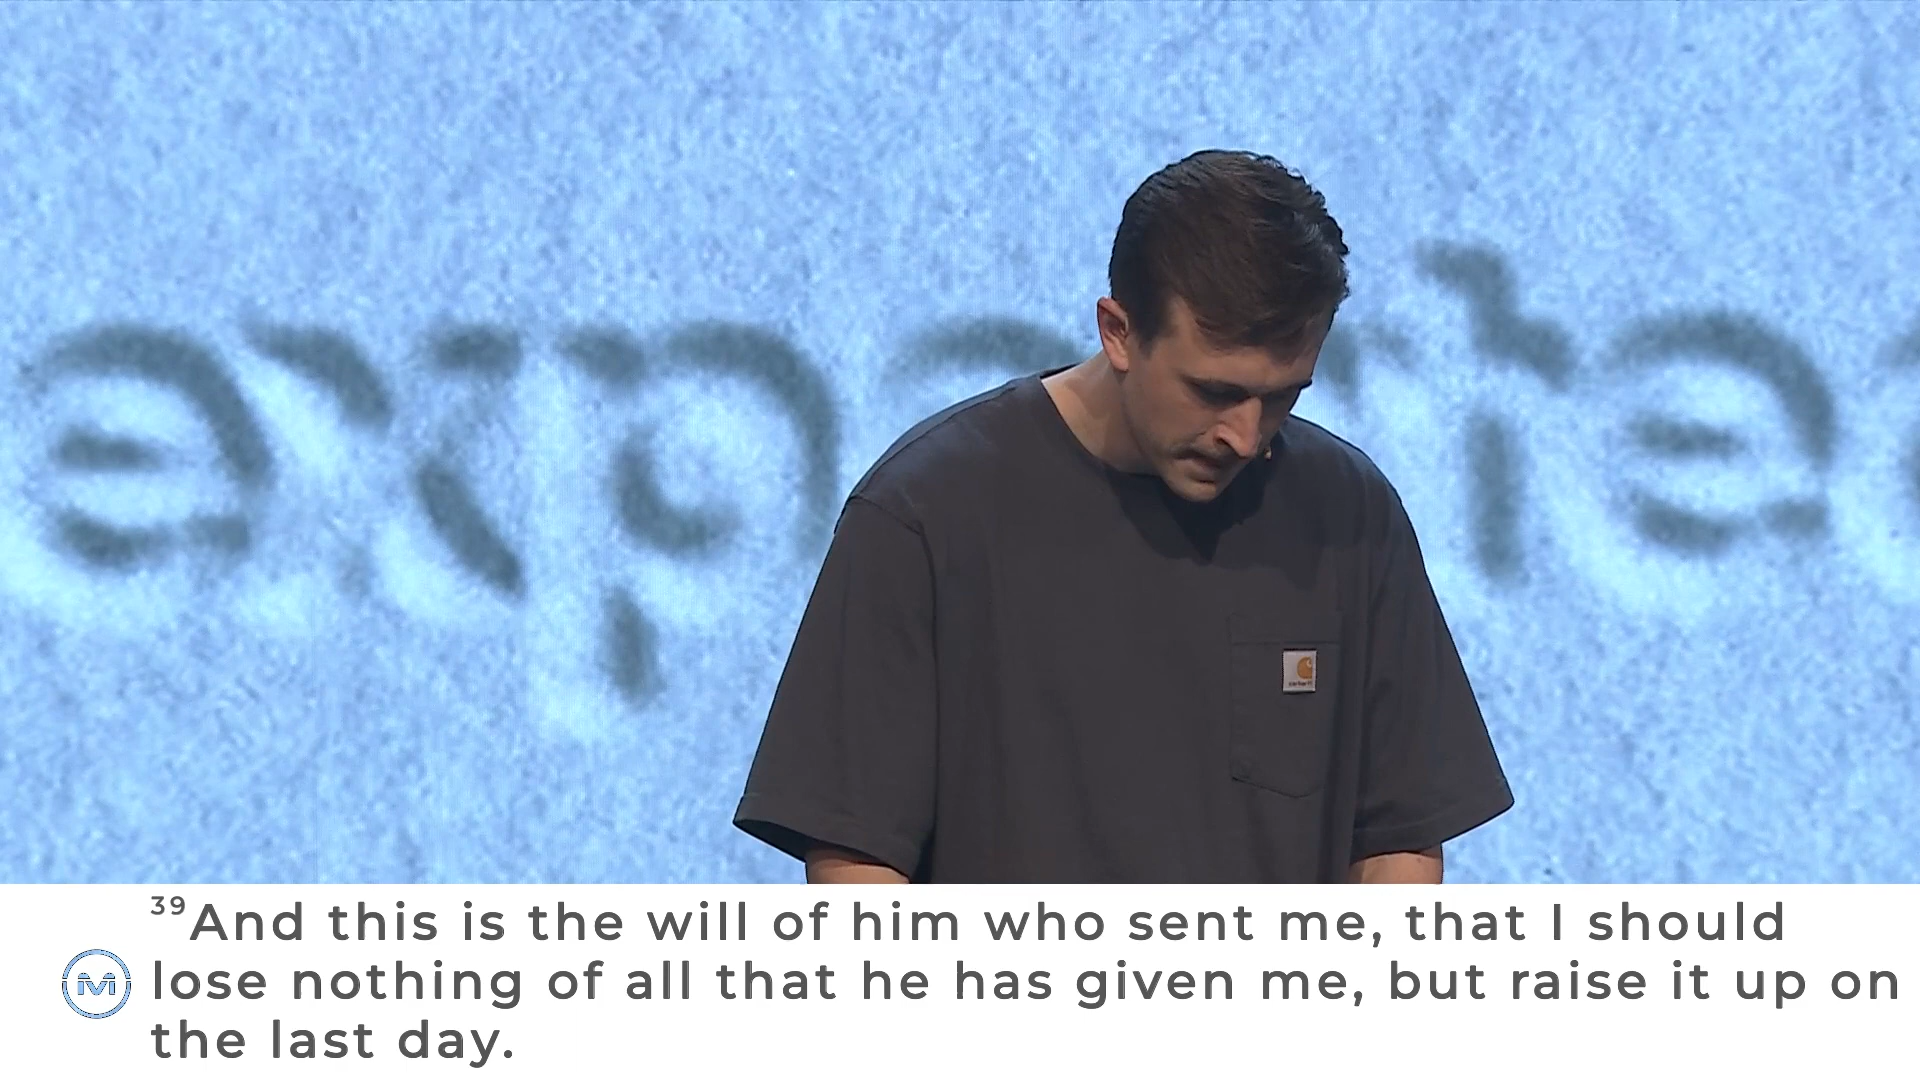 ³⁹And this is the will of him who sent me, that I should
lose nothing of all that he has given me, but raise it up on
the last day.